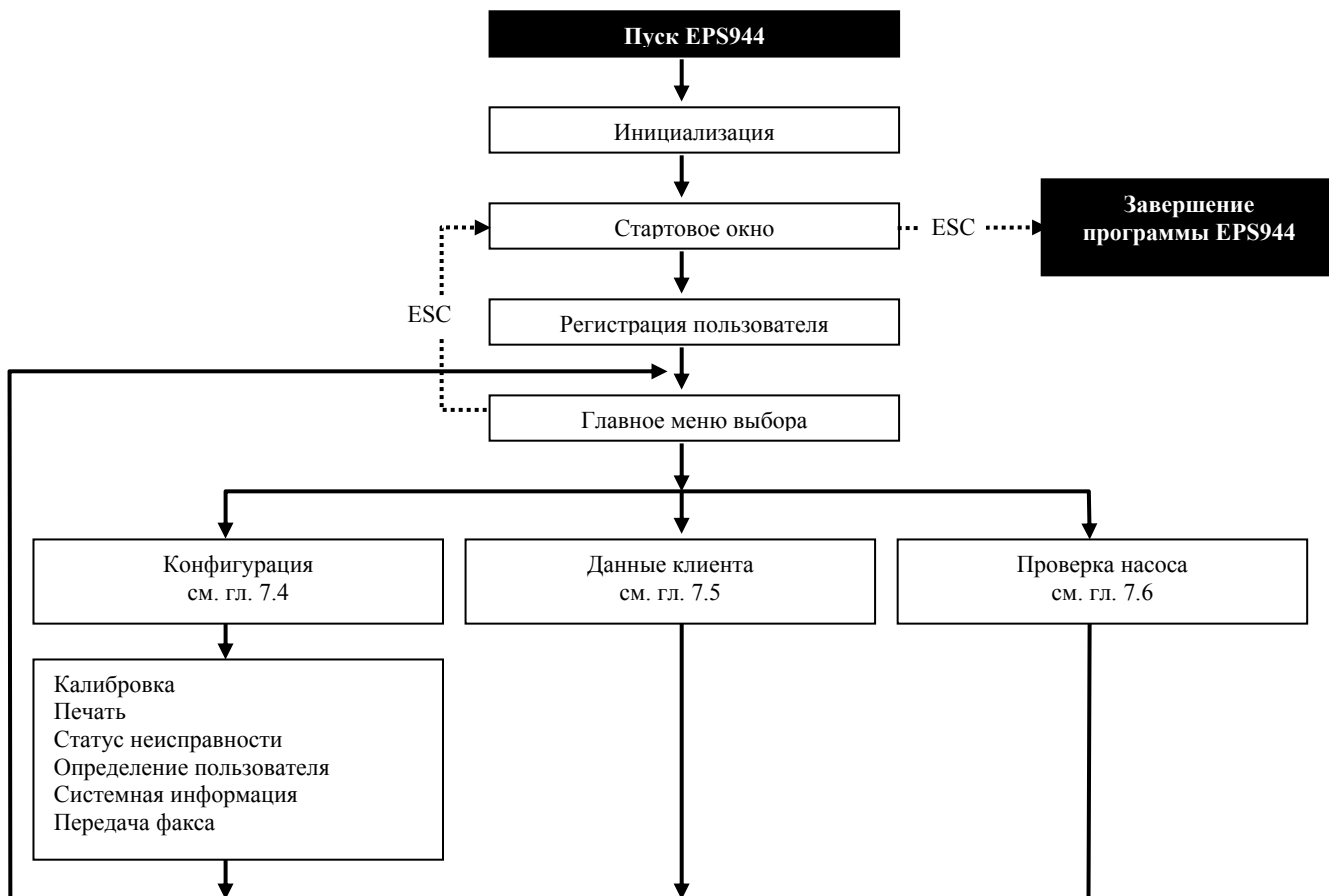 Пуск EPS944
Инициализация
Стартовое окно
ESC
Завершение
программы EPS944
ESC
Регистрация пользователя
Главное меню выбора
Конфигурация
см. гл. 7.4
Данные клиента
см. гл. 7.5
Проверка насоса
см. гл. 7.6
Калибровка
Печать
Статус неисправности
Определение пользователя
Системная информация
Передача факса